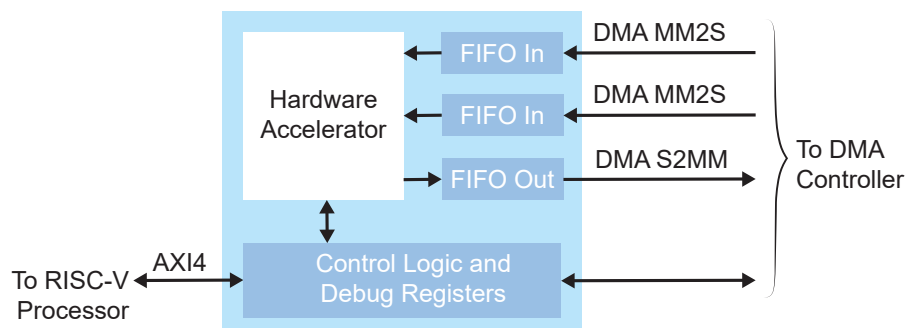 DMA MM2S
FIFO In
DMA MM2S
FIFO In
Hardware
Accelerator
DMA S2MM
FIFO Out
To DMA
Controller
AXI4
To RISC-V
Processor
Control Logic and
Debug Registers